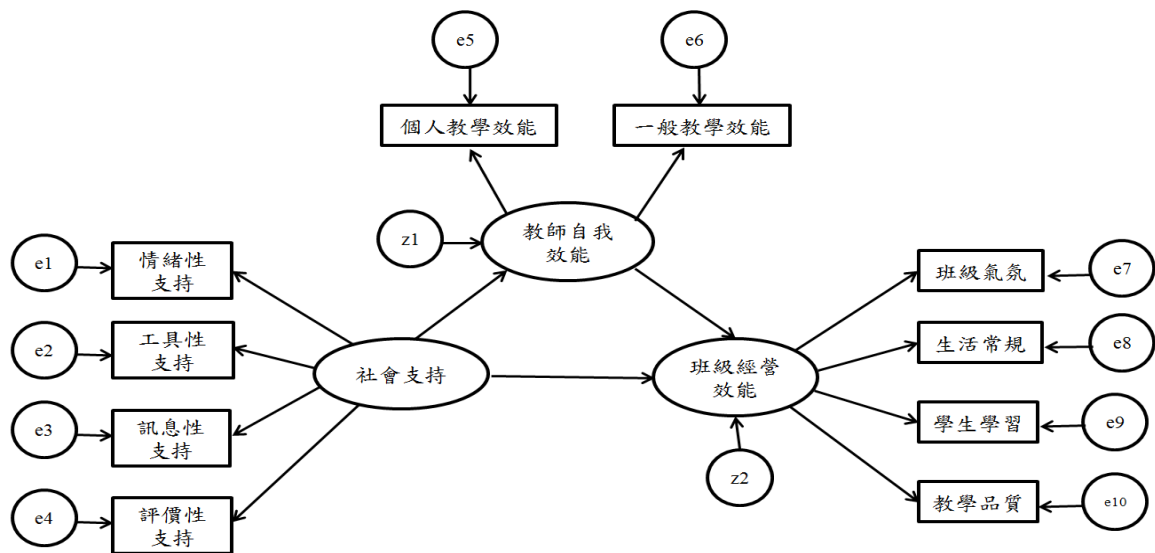 e5
e6
個人教學效能
一般教學效能
z1
教師自我
效能
e1
情緒性
支持
班級氣氛
e7
e2
工具性
支持
社會支持
班級經營
效能
生活常規
e8
e3
訊息性
支持
學生學習
e9
z2
e4
評價性
支持
教學品質
e10